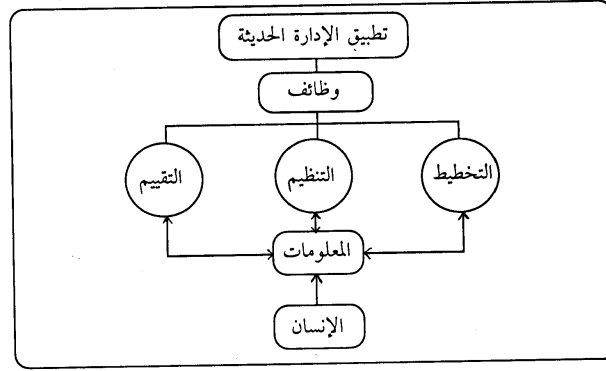 تطبيق الإدارة الحديثة
وظائف
التخطيط
التنظيم
التقييم
المعلومات
الإنسان